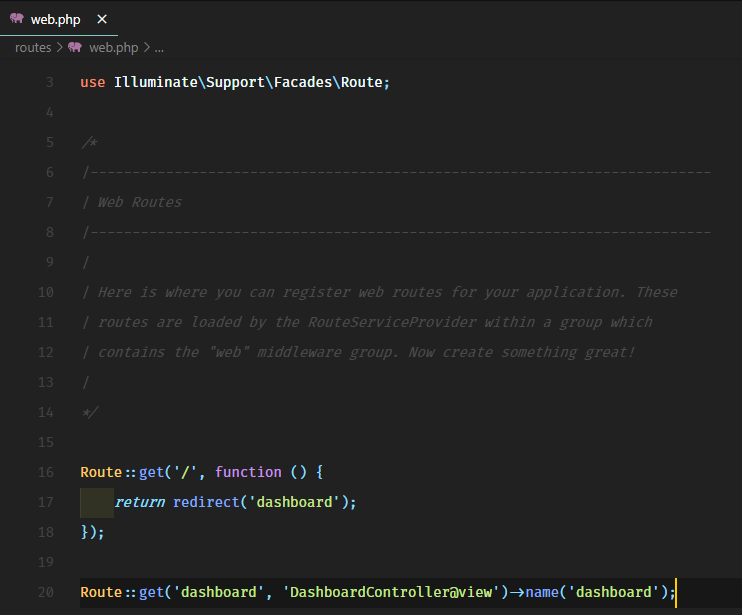 web.php ×
routes > web.php > ...
3 use Illuminate\Support\Facades\Route;
4
5 /*
6 |--------------------------------------------------------------------------
7 | Web Routes
8 |--------------------------------------------------------------------------
9 |
10 | Here is where you can register web routes for your application. These
11 | routes are loaded by the RouteServiceProvider within a group which
12 | contains the "web" middleware group. Now create something great!
13 |
14 */
15
16 Route::get('/', function () {
17     return redirect('dashboard');
18 });
19
20 Route::get('dashboard', 'DashboardController@view')->name('dashboard');